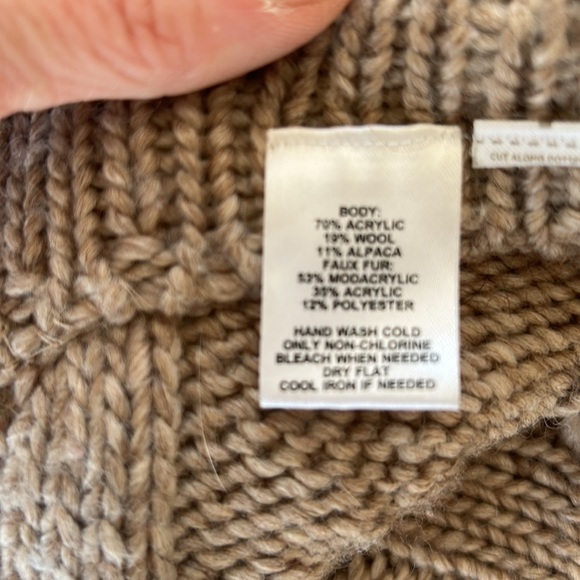 BODY:
70% ACRYLIC
19% WOOL
11% ALPACA
FAUX FUR:
53% MODACRYLIC
35% ACRYLIC
12% POLYESTER
HAND WASH COLD
ONLY NON-CHLORINE
BLEACH WHEN NEEDED
DRY FLAT
COOL IRON IF NEEDED
CUT ALONG